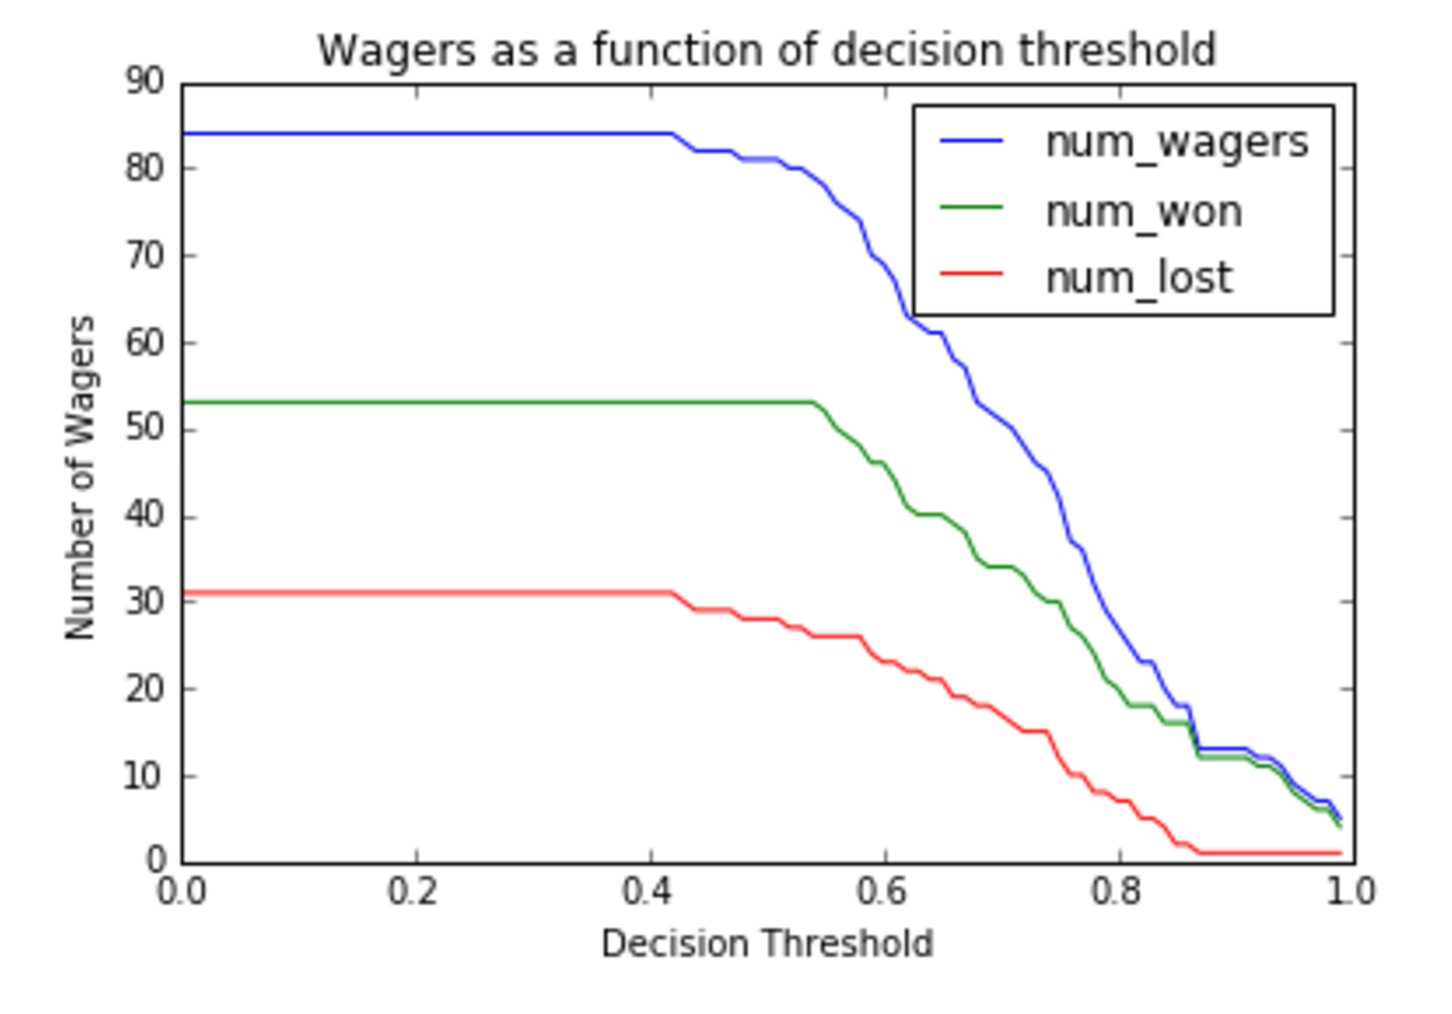 Wagers as a function of decision threshold
90
80
70
60
50
40
30
20
10
0
Number of Wagers
num_wagers
num_won
num_lost
0.0 0.2 0.4 0.6 0.8 1.0
Decision Threshold